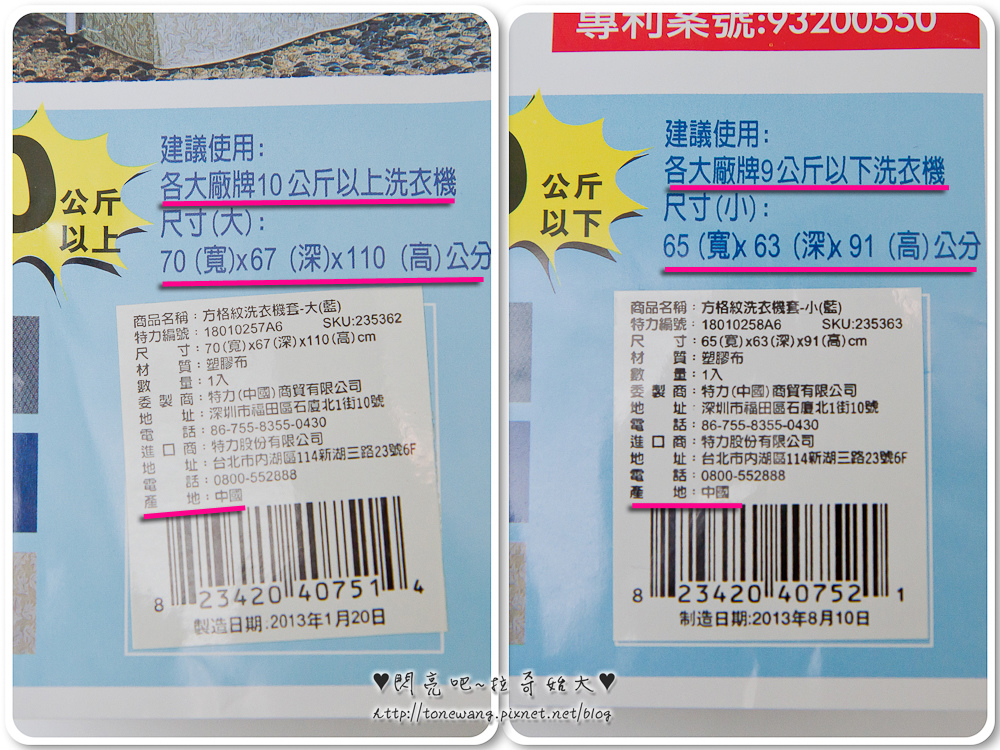 0公斤
以上
建議使用:
各大廠牌10公斤以上洗衣機
尺寸(大):
70 (寬)x67 (深)x110 (高)公分
商品名稱:方格紋洗衣機套-大(藍)
特力編號:18010257A6 SKU:235362
尺 寸:70(寬)x67(深)x110(高)cm
材 質:塑膠布
數 量:1入
委製商:特力(中國)商貿有限公司
地 址:深圳市福田區石廈北1街10號
電 話:86-755-8355-0430
進口商:特力股份有限公司
地 址:台北市內湖區114新湖三路23號6F
電 話:0800-552888
產 地:中國
8 23420 40751 4
製造日期:2013年1月20日
專利案號:93200550
公斤
以下
建議使用:
各大廠牌9公斤以下洗衣機
尺寸(小):
65 (寬)x 63 (深)x 91 (高)公分
商品名稱:方格紋洗衣機套-小(藍)
特力編號:18010258A6 SKU:235363
尺 寸:65(寬)x63(深)x91(高)cm
材 質:塑膠布
數 量:1入
委製商:特力(中國)商貿有限公司
地 址:深圳市福田區石廈北1街10號
電 話:86-755-8355-0430
進口商:特力股份有限公司
地 址:台北市內湖區114新湖三路23號6F
電 話:0800-552888
產 地:中國
8 23420 40752 1
制造日期:2013年8月10日
♥閃亮吧~拉奇始大♥
http://tonewang.pixnet.net/blog